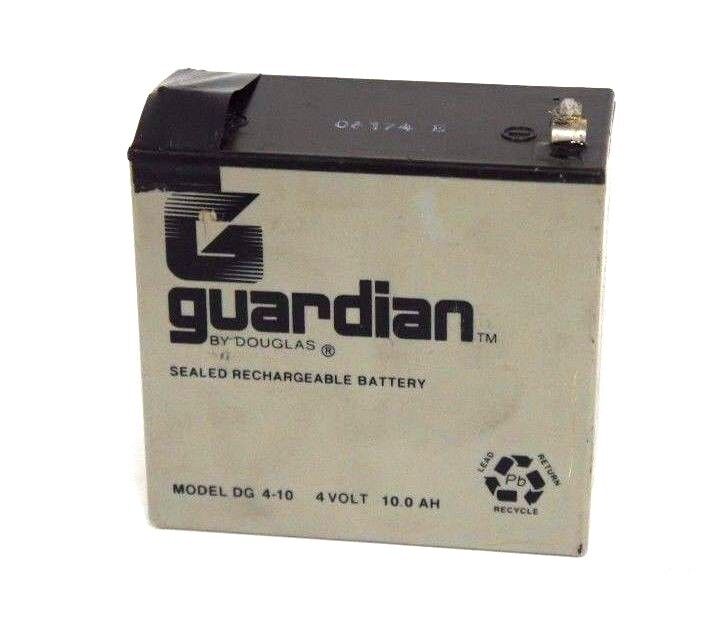 06174 E
G
guardian™
BY DOUGLAS®
SEALED RECHARGEABLE BATTERY
LEAD RETURN
Pb
RECYCLE
MODEL DG 4-10 4 VOLT 10.0 AH